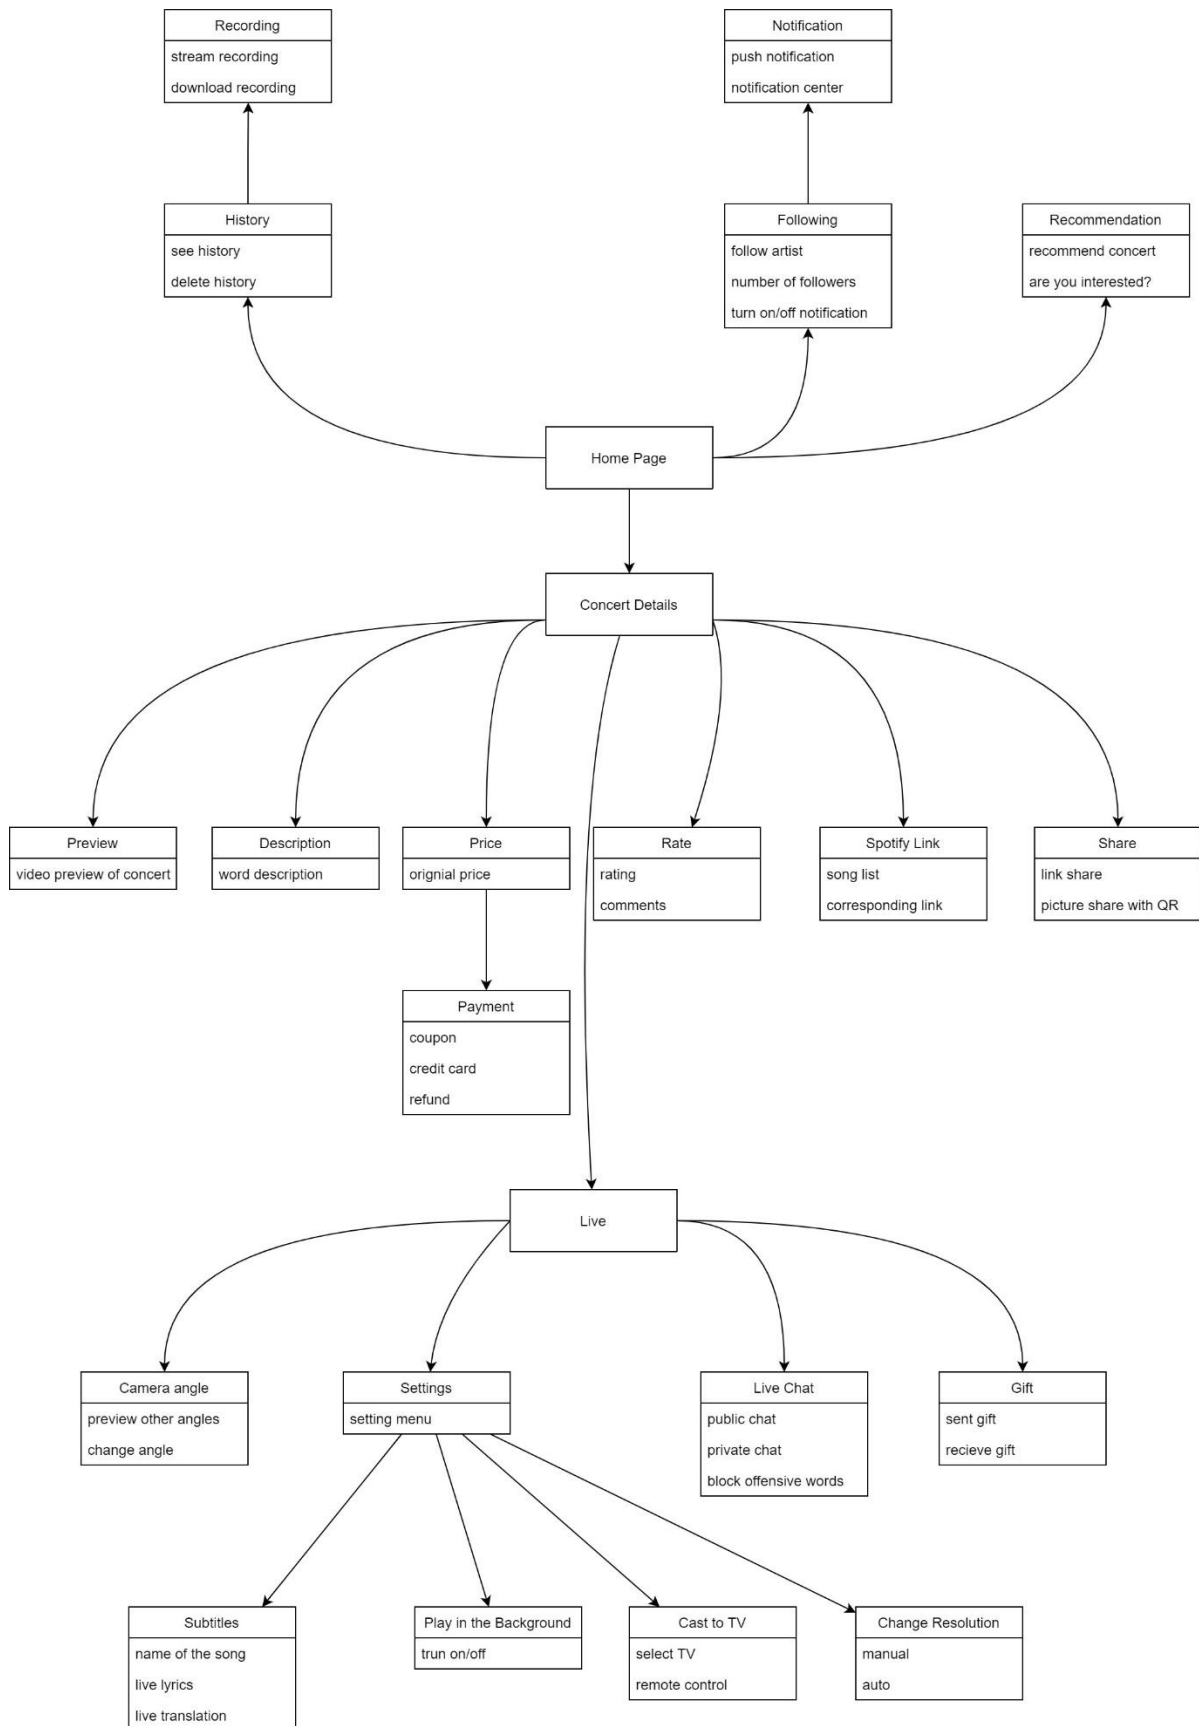 Recording
stream recording
download recording
Notification
push notification
notification center
History
see history
delete history
Following
follow artist
number of followers
turn on/off notification
Recommendation
recommend concert
are you interested?
Home Page
Concert Details
Preview
video preview of concert
Description
word description
Price
orignial price
Rate
rating
comments
Spotify Link
song list
corresponding link
Share
link share
picture share with QR
Payment
coupon
credit card
refund
Live
Camera angle
preview other angles
change angle
Settings
setting menu
Live Chat
public chat
private chat
block offensive words
Gift
sent gift
recieve gift
Subtitles
name of the song
live lyrics
live translation
Play in the Background
trun on/off
Cast to TV
select TV
remote control
Change Resolution
manual
auto